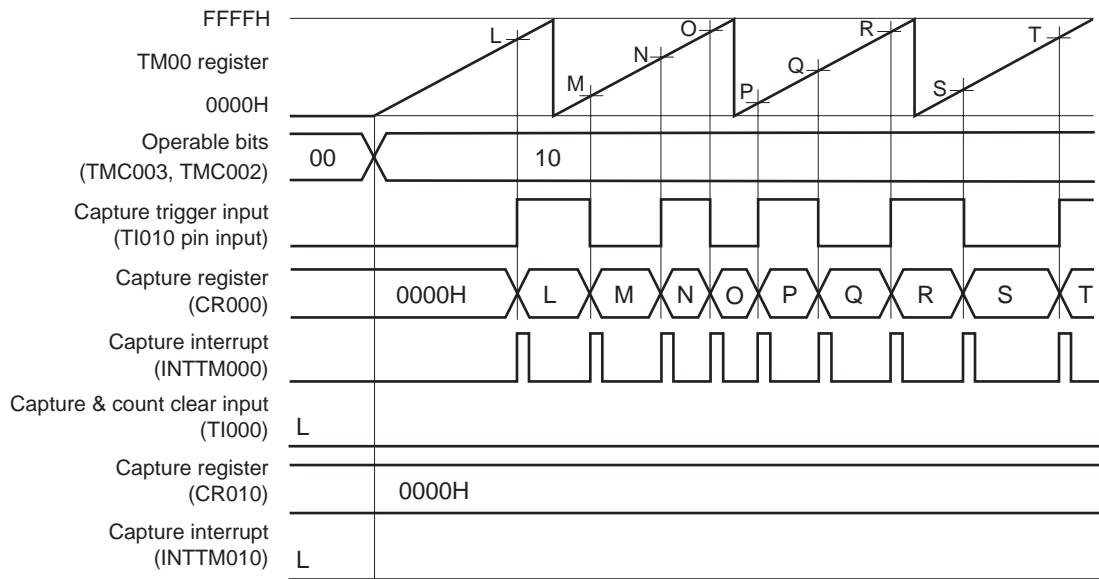 FFFFH
TM00 register
0000H
L
M
N
O
P
Q
R
S
T
Operable bits
(TMC003, TMC002)
00
10
Capture trigger input
(TI010 pin input)
Capture register
(CR000)
0000H
L
M
N
O
P
Q
R
S
T
Capture interrupt
(INTTM000)
Capture & count clear input
(TI000)
L
Capture register
(CR010)
0000H
Capture interrupt
(INTTM010)
L